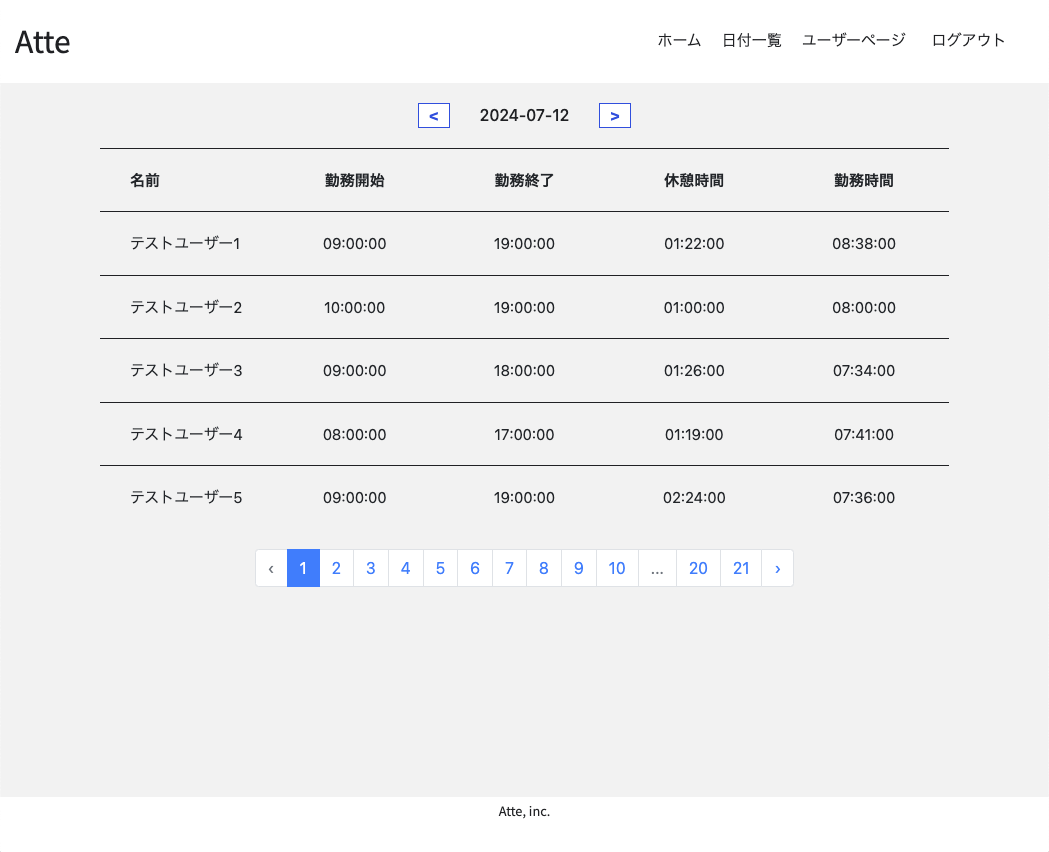 Atte ホーム 日付一覧 ユーザーページ ログアウト
< 2024-07-12 >
名前 勤務開始 勤務終了 休憩時間 勤務時間
テストユーザー1 09:00:00 19:00:00 01:22:00 08:38:00
テストユーザー2 10:00:00 19:00:00 01:00:00 08:00:00
テストユーザー3 09:00:00 18:00:00 01:26:00 07:34:00
テストユーザー4 08:00:00 17:00:00 01:19:00 07:41:00
テストユーザー5 09:00:00 19:00:00 02:24:00 07:36:00
‹ 1 2 3 4 5 6 7 8 9 10 ... 20 21 ›
Atte, inc.